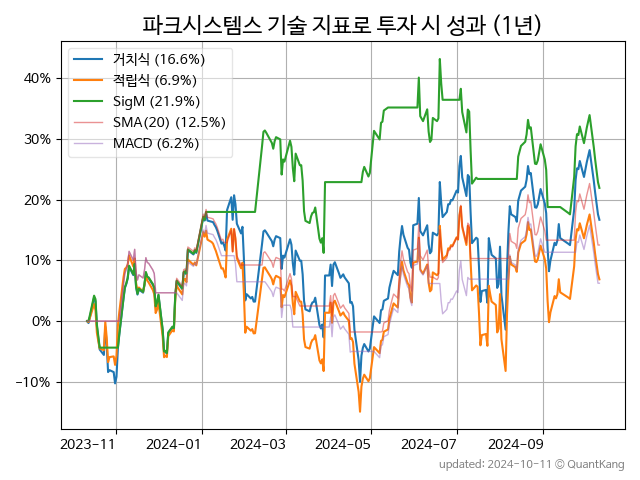 파크시스템스 기술 지표로 투자 시 성과 (1년)
거치식 (16.6%)
적립식 (6.9%)
SigM (21.9%)
SMA(20) (12.5%)
MACD (6.2%)
40%
30%
20%
10%
0%
−10%
2023-11
2024-01
2024-03
2024-05
2024-07
2024-09
updated: 2024-10-11 © QuantKang